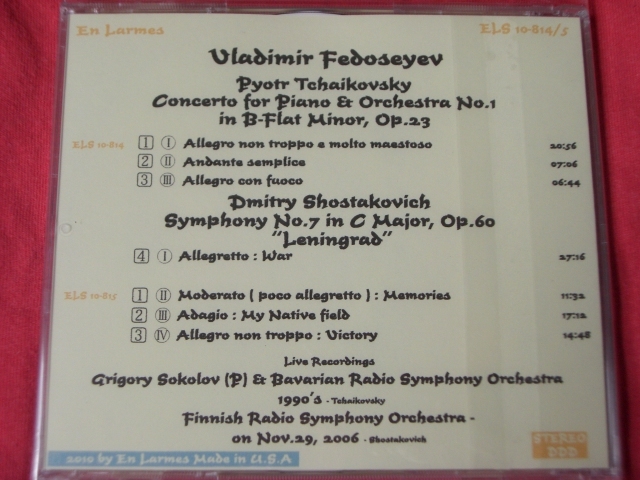 En Larmes ELS 10-814/5
Vladimir Fedoseyev
Pyotr Tchaikovsky
Concerto for Piano & Orchestra No.1
in B-Flat Minor, Op.23
ELS 10-814 1 I Allegro non troppo e molto maestoso 20:56
2 II Andante semplice 07:06
3 III Allegro con fuoco 06:44
Dmitry Shostakovich
Symphony No.7 in C Major, Op.60
"Leningrad"
4 I Allegretto : War 27:16
ELS 10-815 1 II Moderato ( poco allegretto ) : Memories 11:32
2 III Adagio : My Native field 17:12
3 IV Allegro non troppo : Victory 14:48
Live Recordings
Grigory Sokolov (P) & Bavarian Radio Symphony Orchestra
1990's - Tchaikovsky
Finnish Radio Symphony Orchestra -
on Nov.29, 2006 - Shostakovich
STEREO
DDD
2010 by En Larmes Made in U.S.A